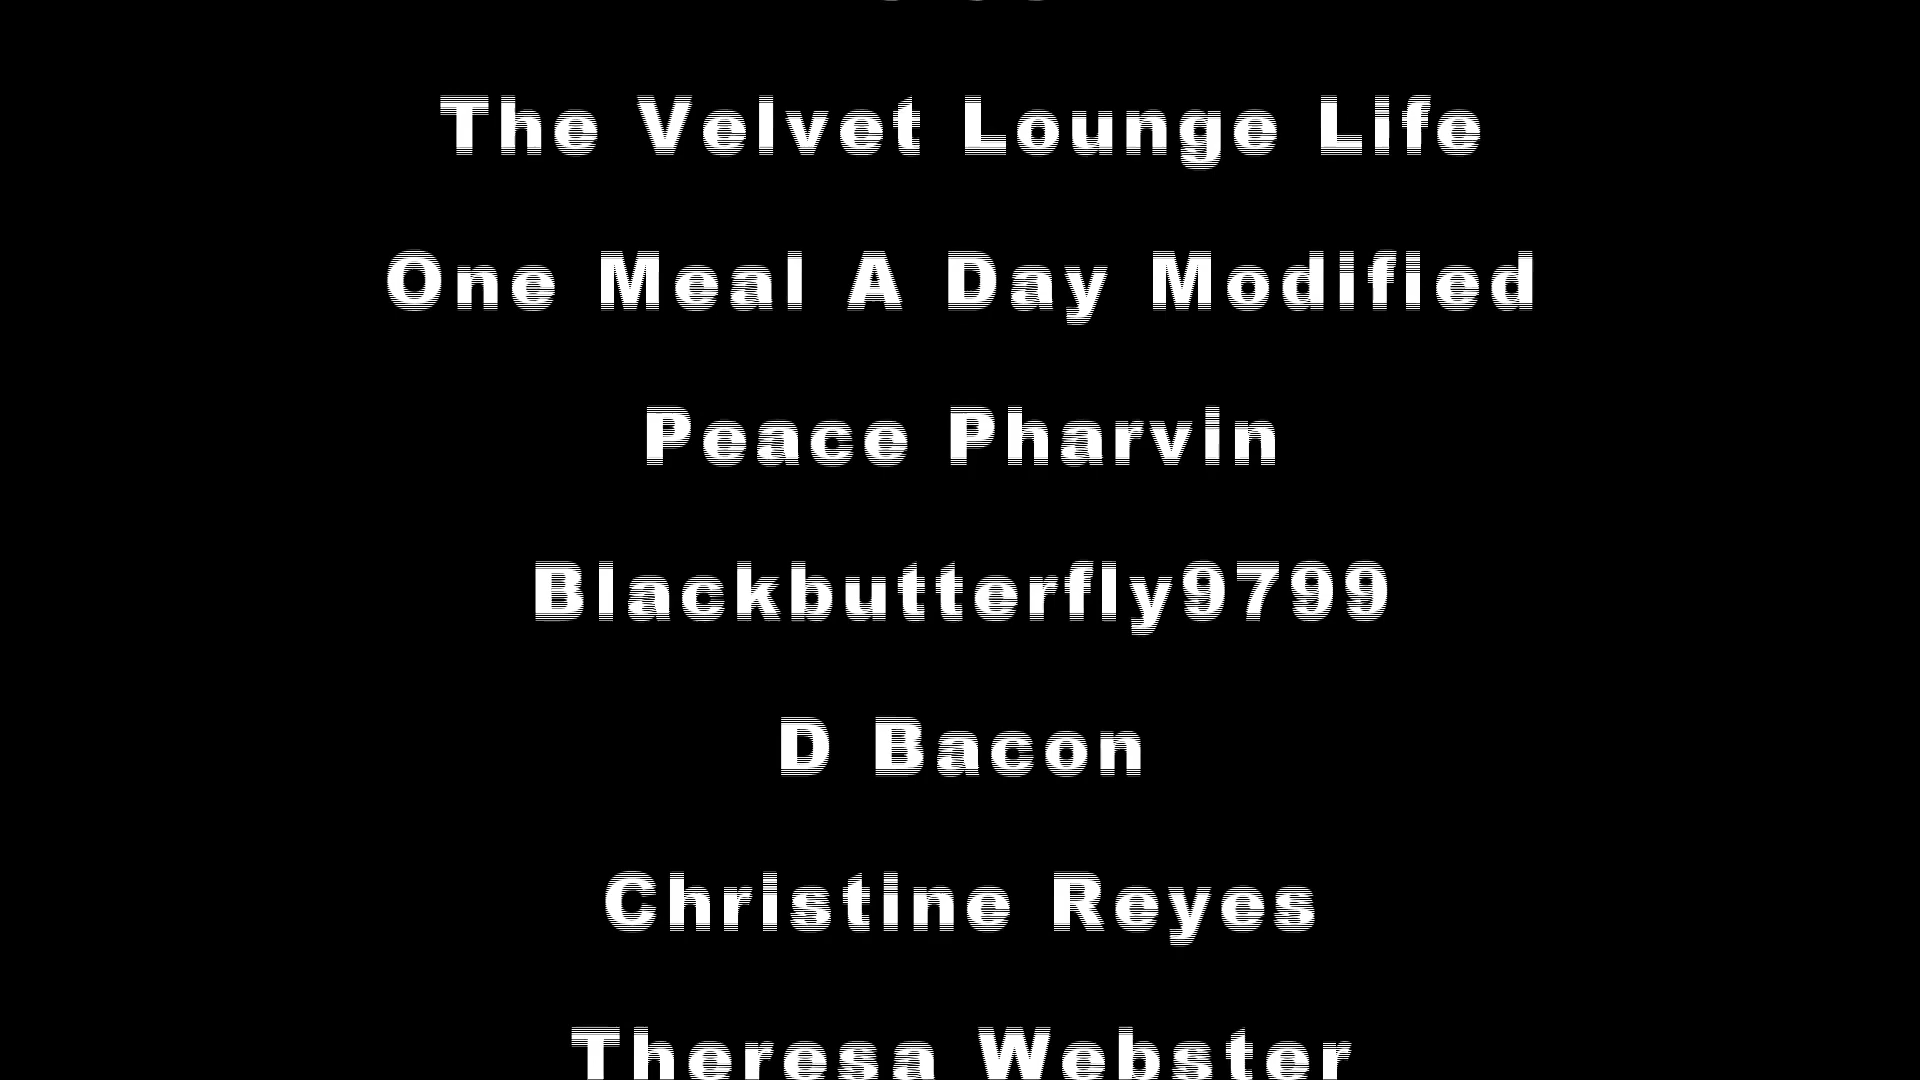 The Velvet Lounge Life
One Meal A Day Modified
Peace Pharvin
Blackbutterfly9799
D Bacon
Christine Reyes
Theresa Webster